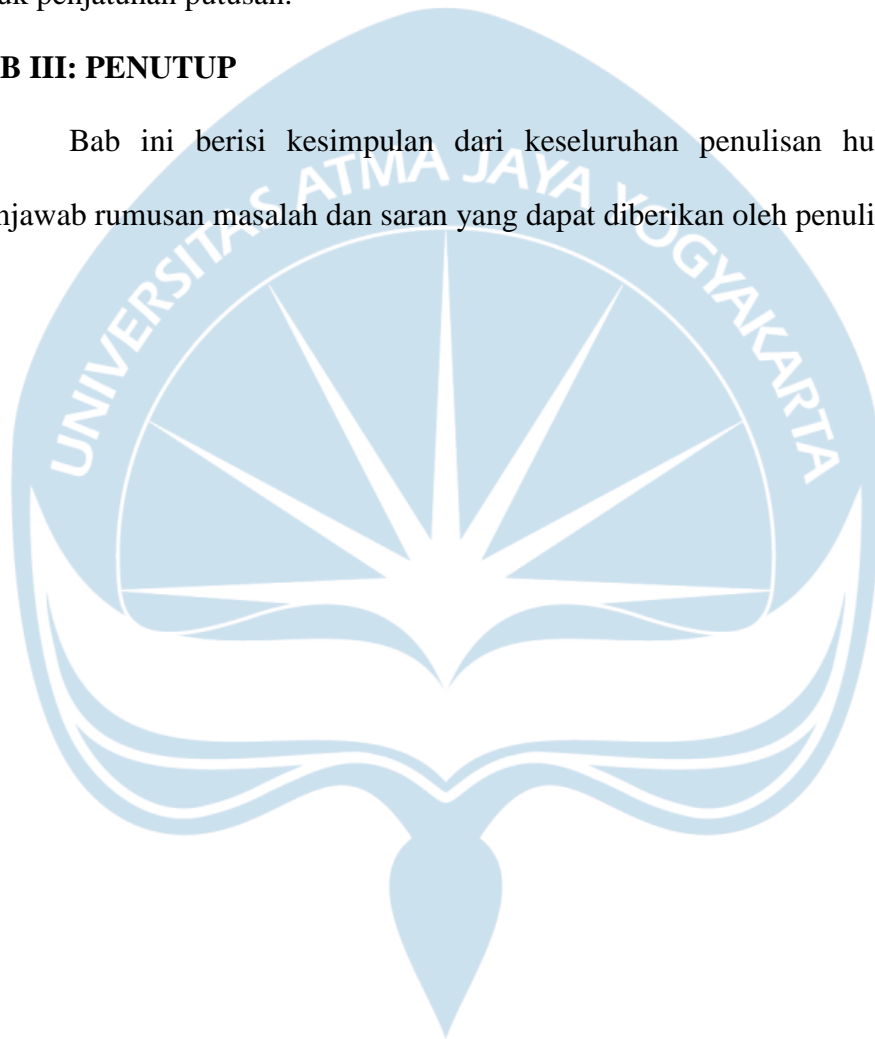 uk penjatuhan putusan.
B III: PENUTUP
Bab ini berisi kesimpulan dari keseluruhan penulisan hu
njawab rumusan masalah dan saran yang dapat diberikan oleh penuli
UNIVERSITAS ATMA JAYA YOGYAKARTA